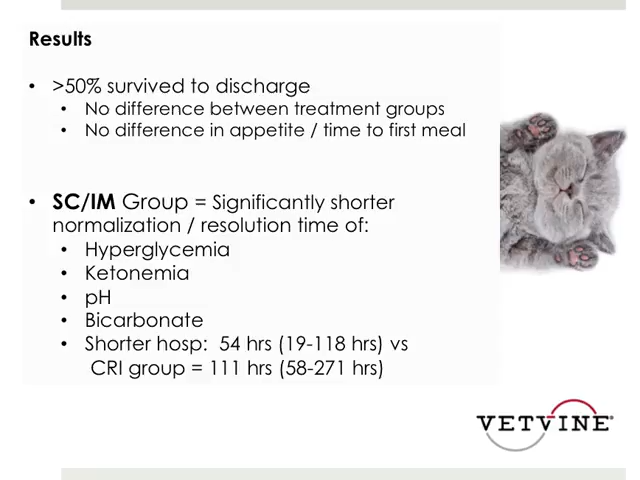 Results
• >50% survived to discharge
• No difference between treatment groups
• No difference in appetite / time to first meal
• SC/IM Group = Significantly shorter
normalization / resolution time of:
• Hyperglycemia
• Ketonemia
• pH
• Bicarbonate
• Shorter hosp: 54 hrs (19-118 hrs) vs
CRI group = 111 hrs (58-271 hrs)
VETVINE®